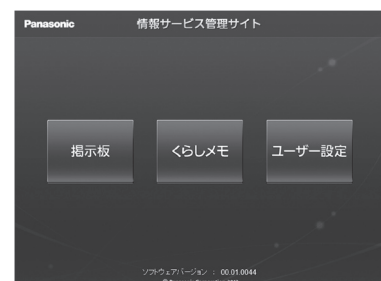 Panasonic 情報サービス管理サイト
掲示板 くらしメモ ユーザー設定
ソフトウェアバージョン : 00.01.0044